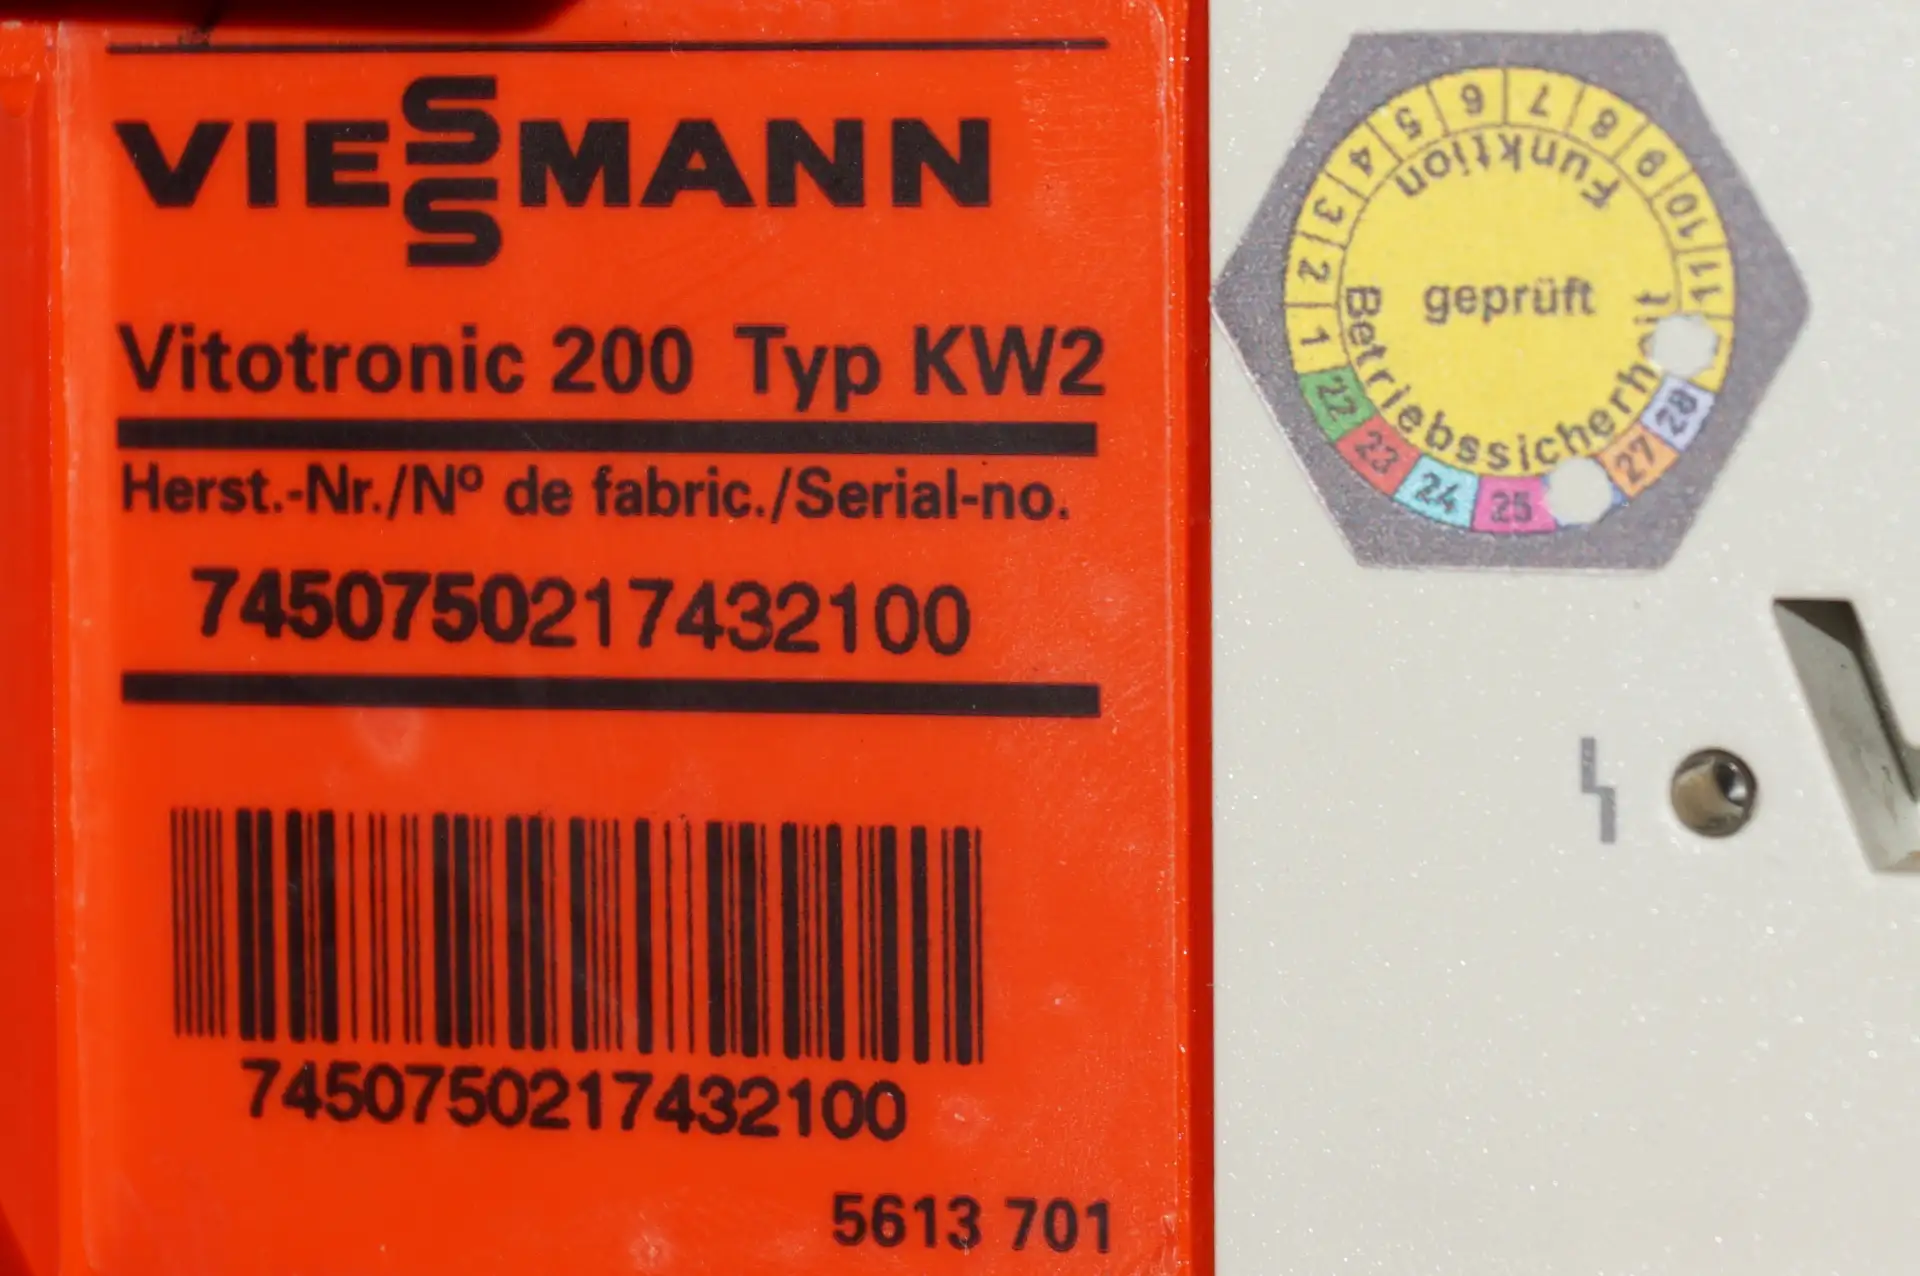 VIESSMANN
Vitotronic 200 Typ KW2
Herst.-Nr./Nº de fabric./Serial-no.
7450750217432100
7450750217432100
5613 701
1 2 3 4 5 6 7 8 9 10 11
Funktion
geprüft
Betriebssicherheit
22 23 24 25 27 28